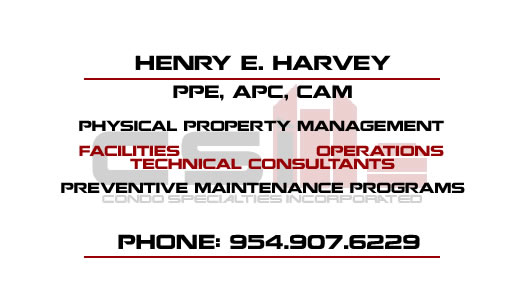 HENRY E. HARVEY
PPE, APC, CAM
PHYSICAL PROPERTY MANAGEMENT
FACILITIES OPERATIONS
TECHNICAL CONSULTANTS
PREVENTIVE MAINTENANCE PROGRAMS
CONDO SPECIALTIES INCORPORATED
PHONE: 954.907.6229